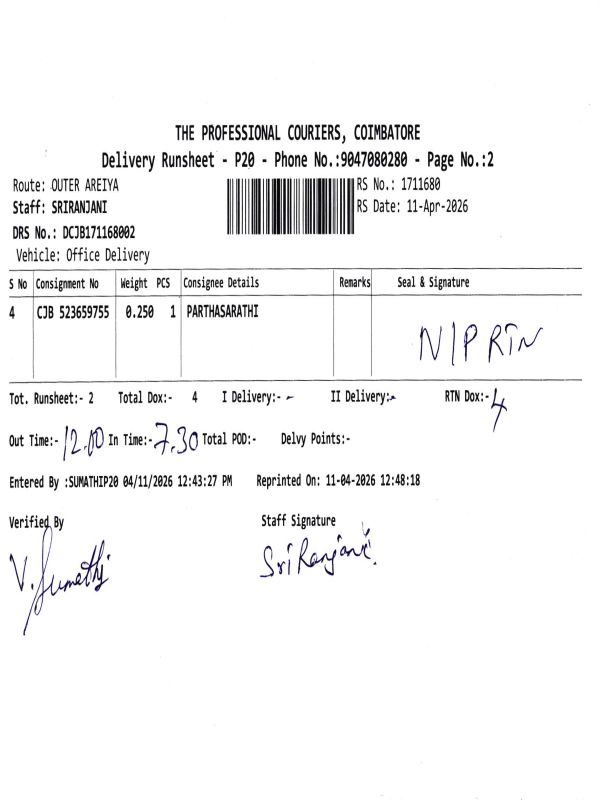 THE PROFESSIONAL COURIERS, COIMBATORE
Delivery Runsheet - P20 - Phone No.:9047080280 - Page No.:2
Route: OUTER AREIYA
RS No.: 1711680
Staff: SRIRANJANI
RS Date: 11-Apr-2026
DRS No.: DCJB171168002
Vehicle: Office Delivery
S No Consignment No Weight PCS Consignee Details Remarks Seal & Signature
4 CJB 523659755 0.250 1 PARTHASARATHI
N/P RTN
Tot. Runsheet:- 2 Total Dox:- 4 I Delivery:- - II Delivery:- - RTN Dox:- 4
Out Time:- 12.00 In Time:- 7.30 Total POD:- Delvy Points:-
Entered By :SUMATHIP20 04/11/2026 12:43:27 PM Reprinted On: 11-04-2026 12:48:18
Verified By Staff Signature
V. Sumathi SriRanjani.